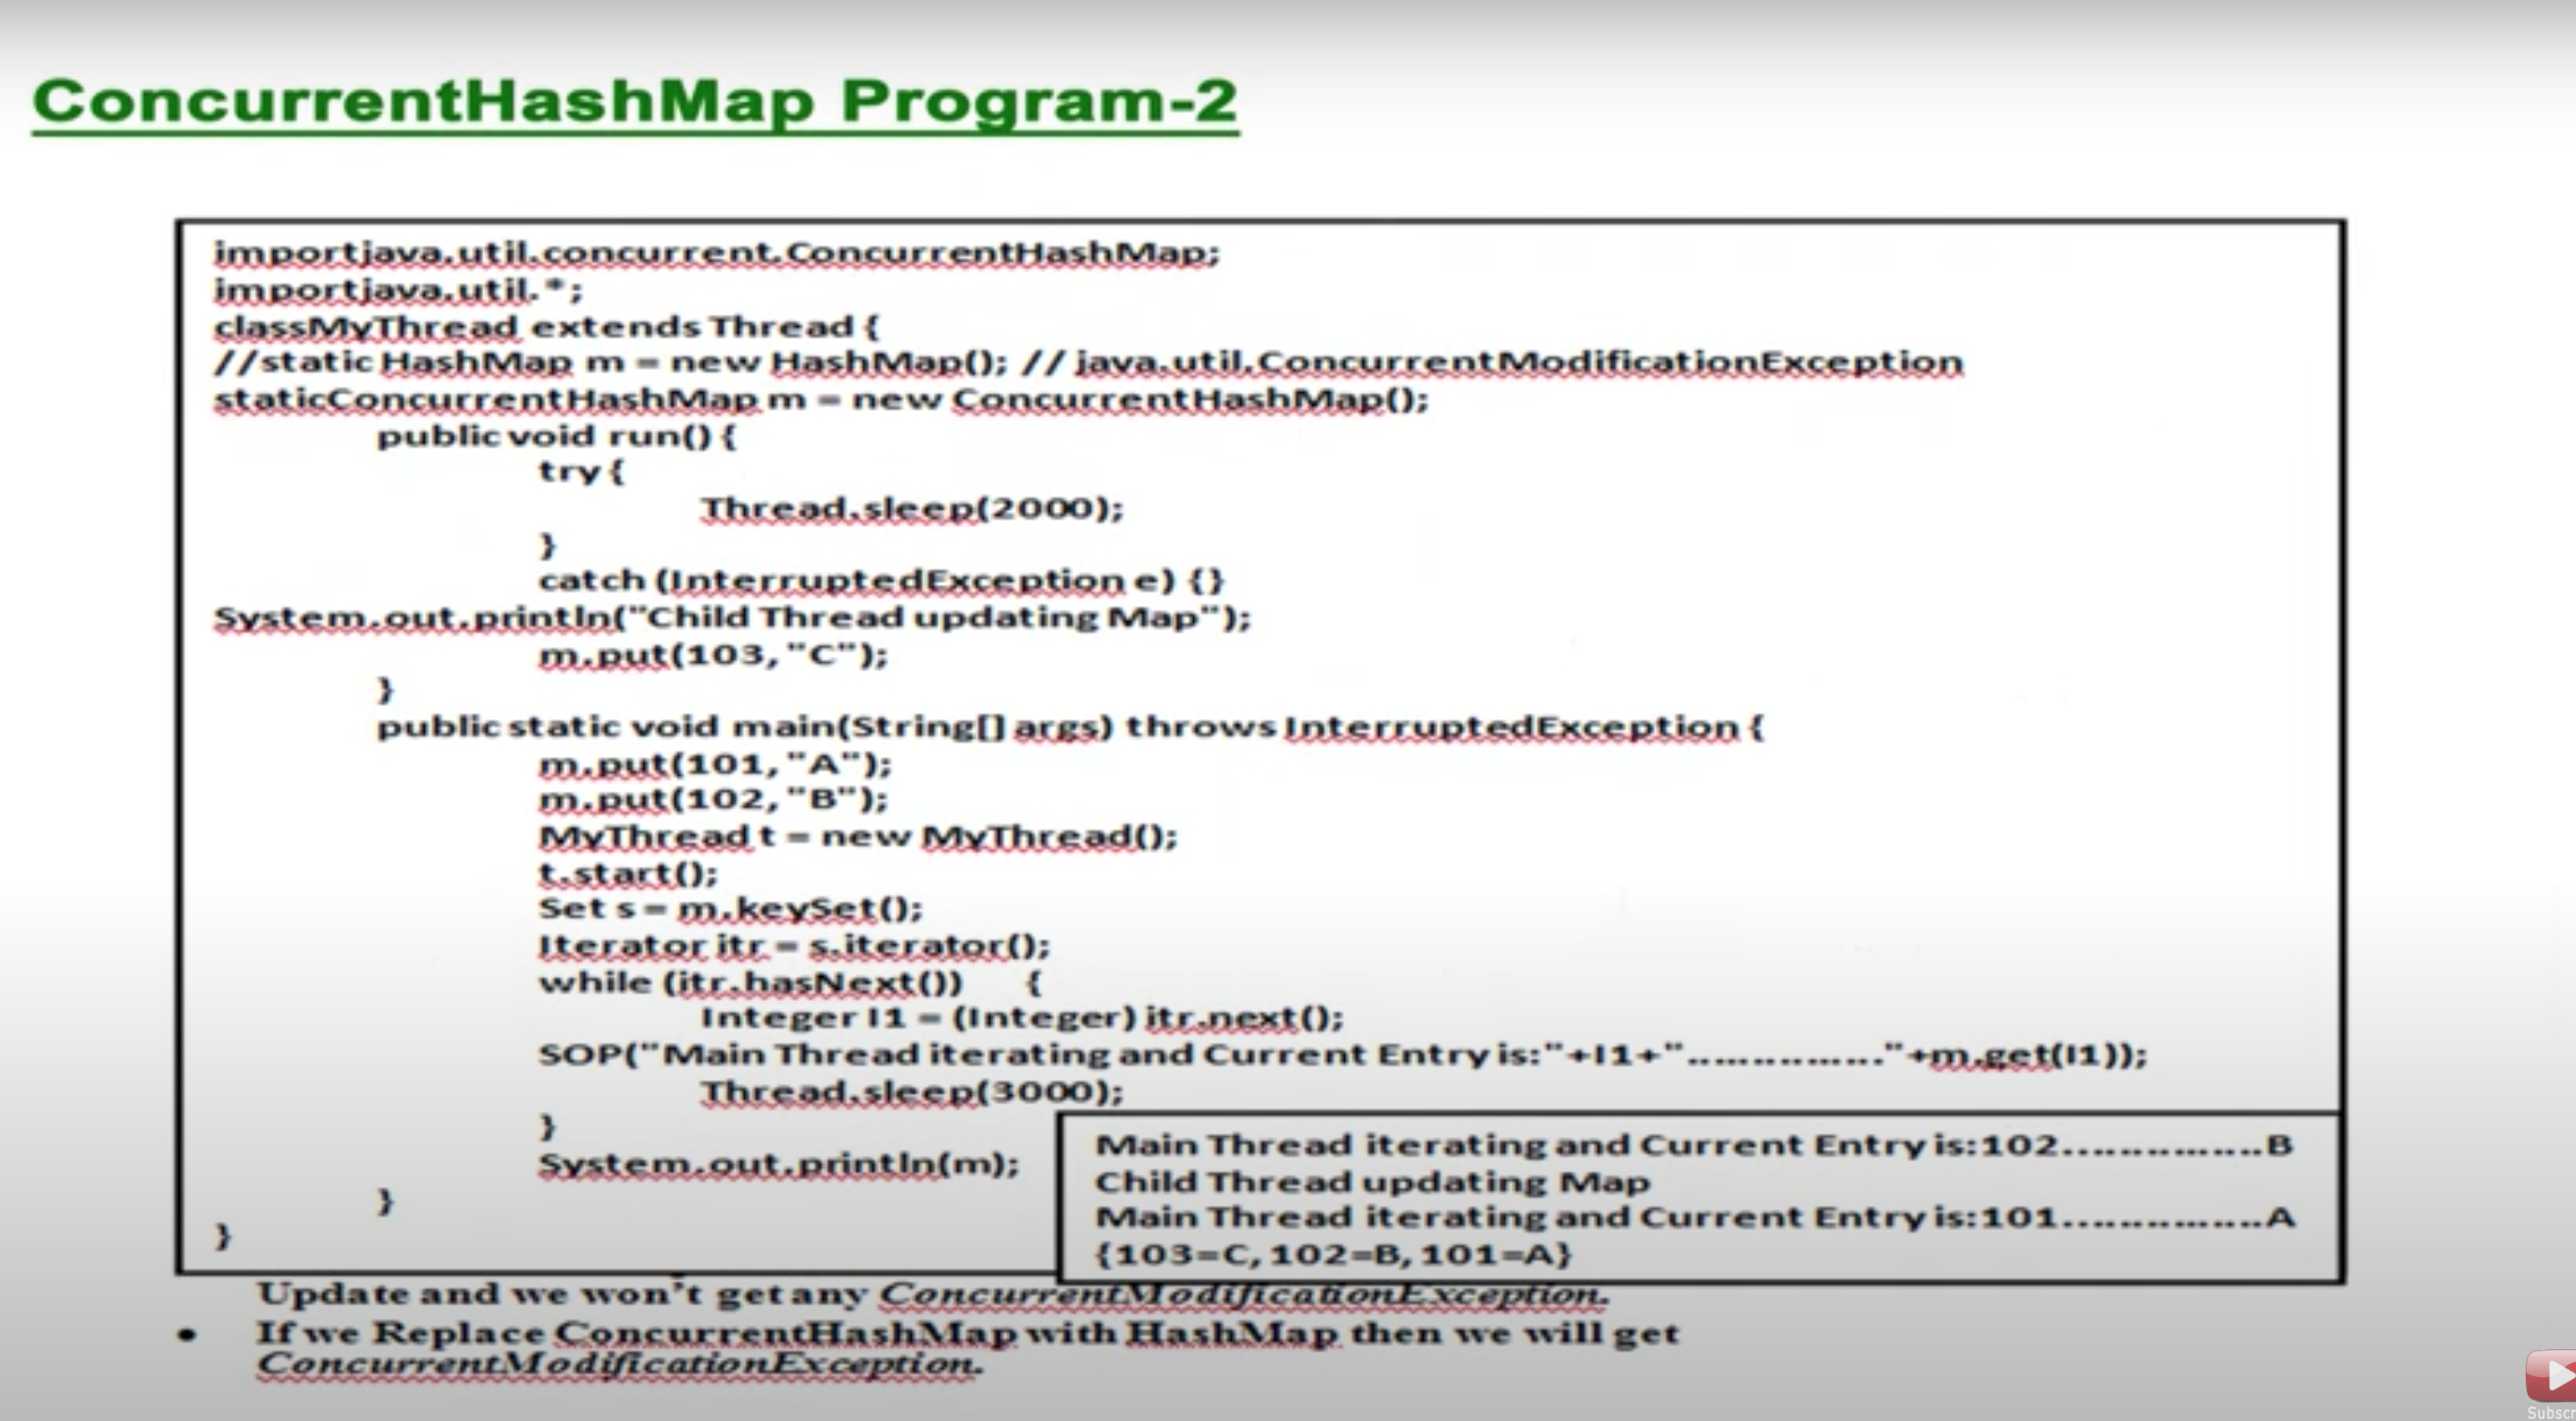 ConcurrentHashMap Program-2
importjava.util.concurrent.ConcurrentHashMap;
importjava.util.*;
classMyThread extends Thread {
//static HashMap m = new HashMap(); // java.util.ConcurrentModificationException
staticConcurrentHashMap m = new ConcurrentHashMap();
public void run() {
try {
Thread.sleep(2000);
}
catch (InterruptedException e) {}
System.out.println("Child Thread updating Map");
m.put(103, "C");
}
public static void main(String[] args) throws InterruptedException {
m.put(101, "A");
m.put(102, "B");
MyThread t = new MyThread();
t.start();
Set s = m.keySet();
Iterator itr = s.iterator();
while (itr.hasNext()) {
Integer I1 = (Integer) itr.next();
SOP("Main Thread iterating and Current Entry is:"+I1+"..............."+m.get(I1));
Thread.sleep(3000);
}
System.out.println(m);
}
}
Main Thread iterating and Current Entry is:102...............B
Child Thread updating Map
Main Thread iterating and Current Entry is:101...............A
{103=C, 102=B, 101=A}
Update and we won't get any ConcurrentModificationException.
• If we Replace ConcurrentHashMap with HashMap then we will get
ConcurrentModificationException.